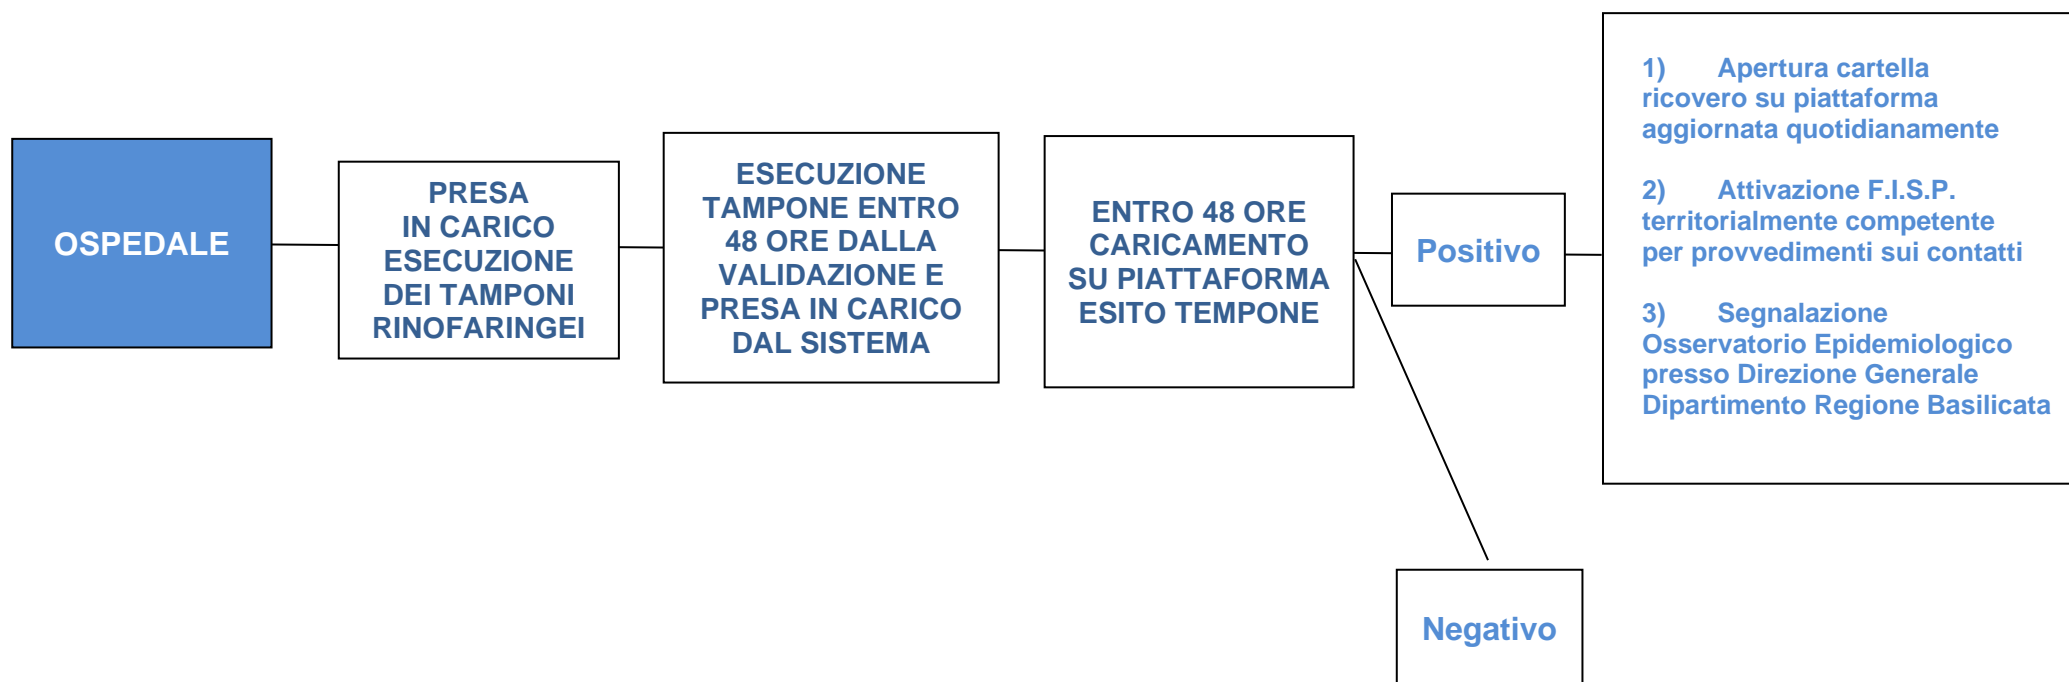 OSPEDALE
PRESA
IN CARICO
ESECUZIONE
DEI TAMPONI
RINOFARINGEI
ESECUZIONE
TAMPONE ENTRO
48 ORE DALLA
VALIDAZIONE E
PRESA IN CARICO
DAL SISTEMA
ENTRO 48 ORE
CARICAMENTO
SU PIATTAFORMA
ESITO TEMPONE
Positivo
1) Apertura cartella
ricovero su piattaforma
aggiornata quotidianamente
2) Attivazione F.I.S.P.
territorialmente competente
per provvedimenti sui contatti
3) Segnalazione
Osservatorio Epidemiologico
presso Direzione Generale
Dipartimento Regione Basilicata
Negativo